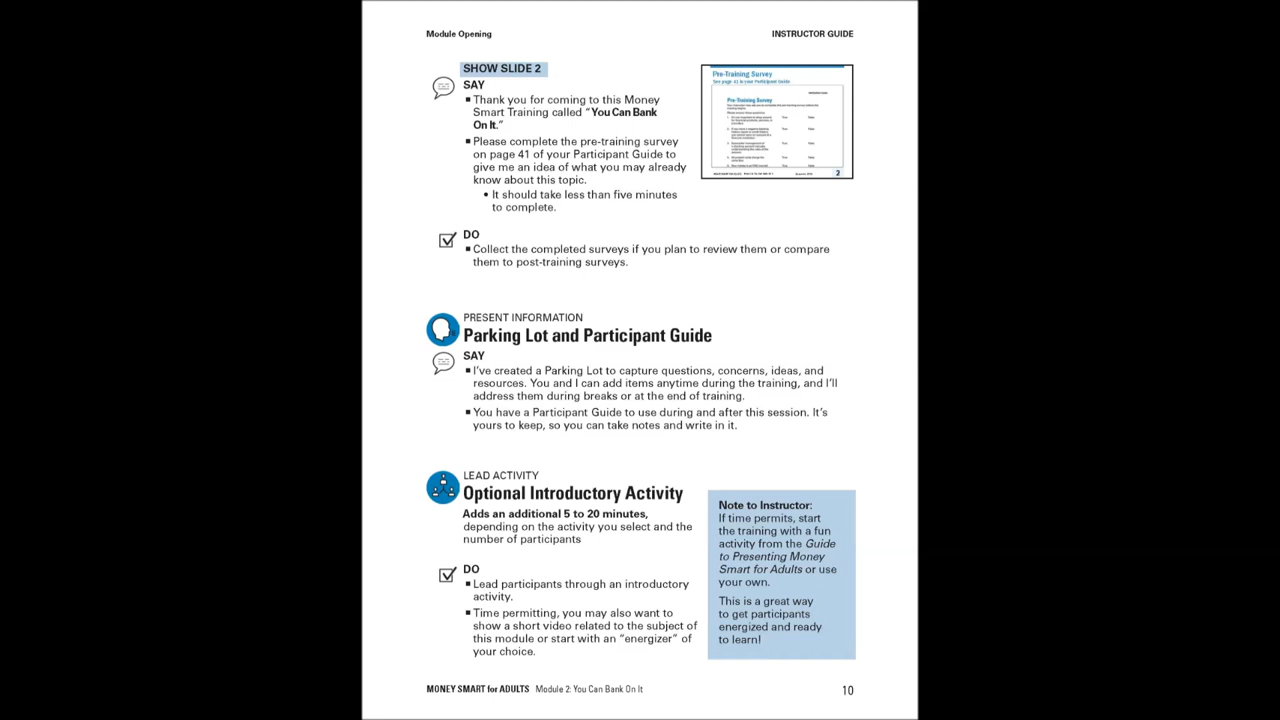 Module Opening
INSTRUCTOR GUIDE
SHOW SLIDE 2
SAY
▪ Thank you for coming to this Money
Smart Training called “You Can Bank
On It.”
▪ Please complete the pre-training survey
on page 41 of your Participant Guide to
give me an idea of what you may already
know about this topic.
• It should take less than five minutes
to complete.
Pre-Training Survey
See page 41 in your Participant Guide
Pre-Training Survey
2
DO
▪ Collect the completed surveys if you plan to review them or compare
them to post-training surveys.
PRESENT INFORMATION
Parking Lot and Participant Guide
SAY
▪ I’ve created a Parking Lot to capture questions, concerns, ideas, and
resources. You and I can add items anytime during the training, and I’ll
address them during breaks or at the end of training.
▪ You have a Participant Guide to use during and after this session. It’s
yours to keep, so you can take notes and write in it.
LEAD ACTIVITY
Optional Introductory Activity
Adds an additional 5 to 20 minutes,
depending on the activity you select and the
number of participants
DO
▪ Lead participants through an introductory
activity.
▪ Time permitting, you may also want to
show a short video related to the subject of
this module or start with an “energizer” of
your choice.
Note to Instructor:
If time permits, start
the training with a fun
activity from the Guide
to Presenting Money
Smart for Adults or use
your own.
This is a great way
to get participants
energized and ready
to learn!
MONEY SMART for ADULTS Module 2: You Can Bank On It
10